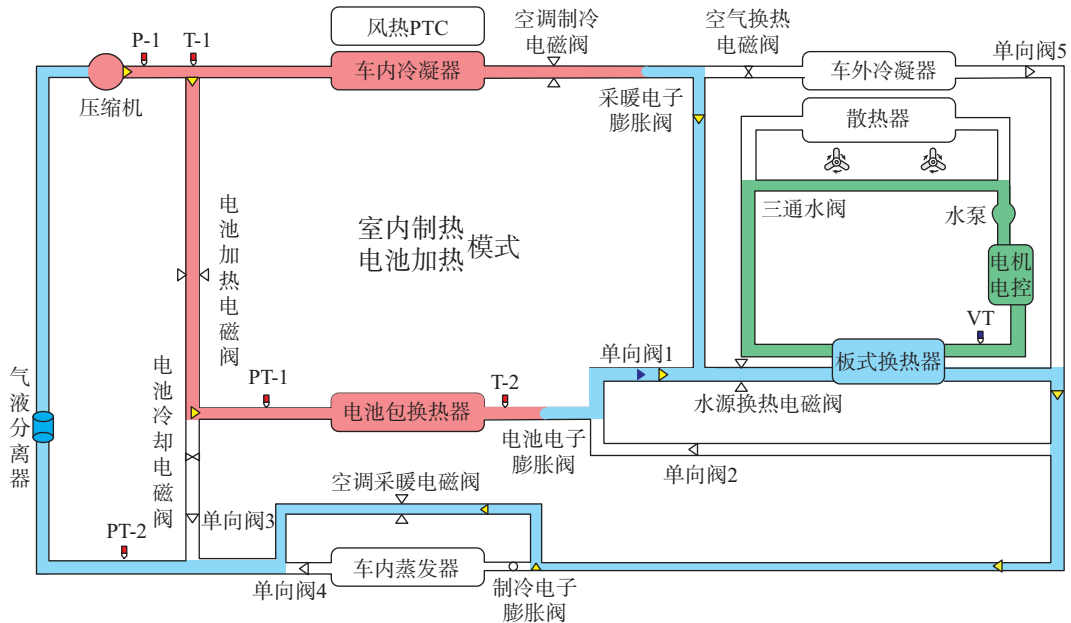 P-1
T-1
风热PTC
空调制冷
电磁阀
空气换热
电磁阀
单向阀5
车内冷凝器
车外冷凝器
压缩机
采暖电子
膨胀阀
散热器
电池加热电磁阀
室内制热
电池加热
模式
三通水阀
水泵
电机
电控
VT
单向阀1
板式换热器
气液分离器
电池冷却电磁阀
PT-1
T-2
电池包换热器
水源换热电磁阀
电池电子
膨胀阀
单向阀2
空调采暖电磁阀
单向阀3
PT-2
车内蒸发器
单向阀4
制冷电子
膨胀阀